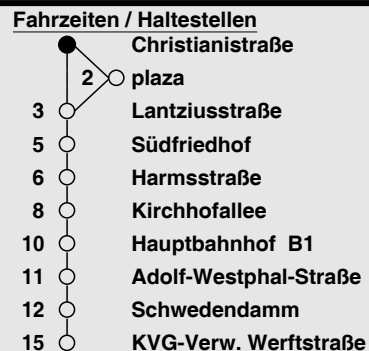 Fahrzeiten / Haltestellen
Christianistraße
2 plaza
3 Lantziusstraße
5 Südfriedhof
6 Harmsstraße
8 Kirchhofallee
10 Hauptbahnhof B1
11 Adolf-Westphal-Straße
12 Schwedendamm
15 KVG-Verw. Werftstraße